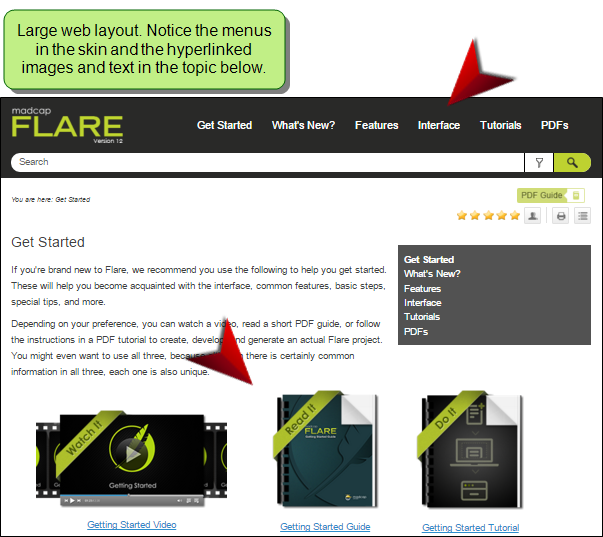 Large web layout. Notice the menus
in the skin and the hyperlinked
images and text in the topic below.
madcap
FLARE
Version 12
Get Started What's New? Features Interface Tutorials PDFs
Search
You are here: Get Started
PDF Guide
Get Started
If you're brand new to Flare, we recommend you use the following to help you get started.
These will help you become acquainted with the interface, common features, basic steps,
special tips, and more.
Depending on your preference, you can watch a video, read a short PDF guide, or follow
the instructions in a PDF tutorial to create, develop and generate an actual Flare project.
You might even want to use all three, because there is certainly common
information in all three, each one is also unique.
Get Started
What's New?
Features
Interface
Tutorials
PDFs
Watch It
Getting Started
Read It
FLARE
Getting Started Guide
Do It
Getting Started Video
Getting Started Guide
Getting Started Tutorial